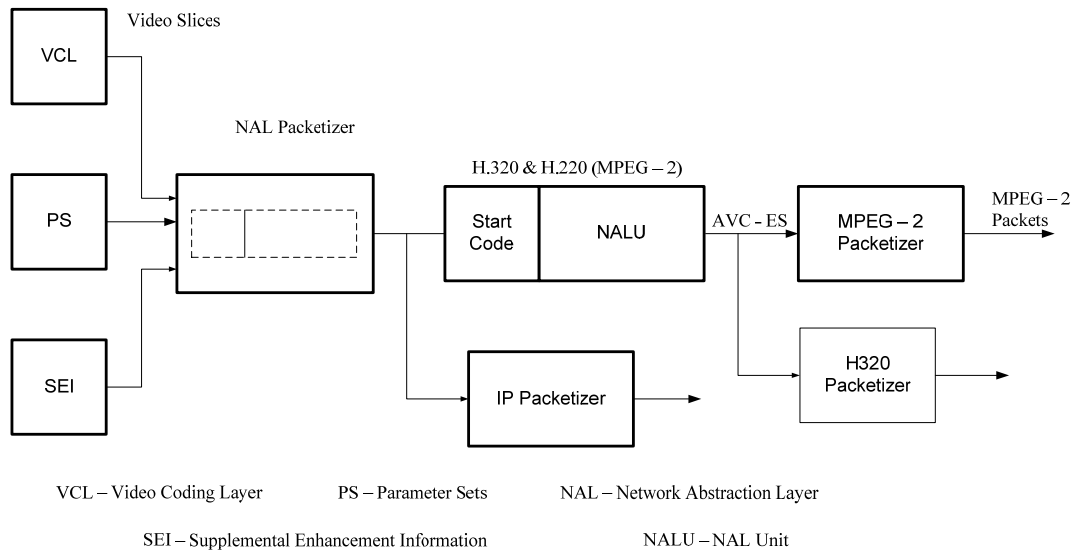 Video Slices
VCL
NAL Packetizer
PS
SEI
H.320 & H.220 (MPEG – 2)
Start
Code
NALU
AVC - ES
MPEG – 2
Packetizer
MPEG – 2
Packets
IP Packetizer
H320
Packetizer
VCL – Video Coding Layer
PS – Parameter Sets
NAL – Network Abstraction Layer
SEI – Supplemental Enhancement Information
NALU – NAL Unit